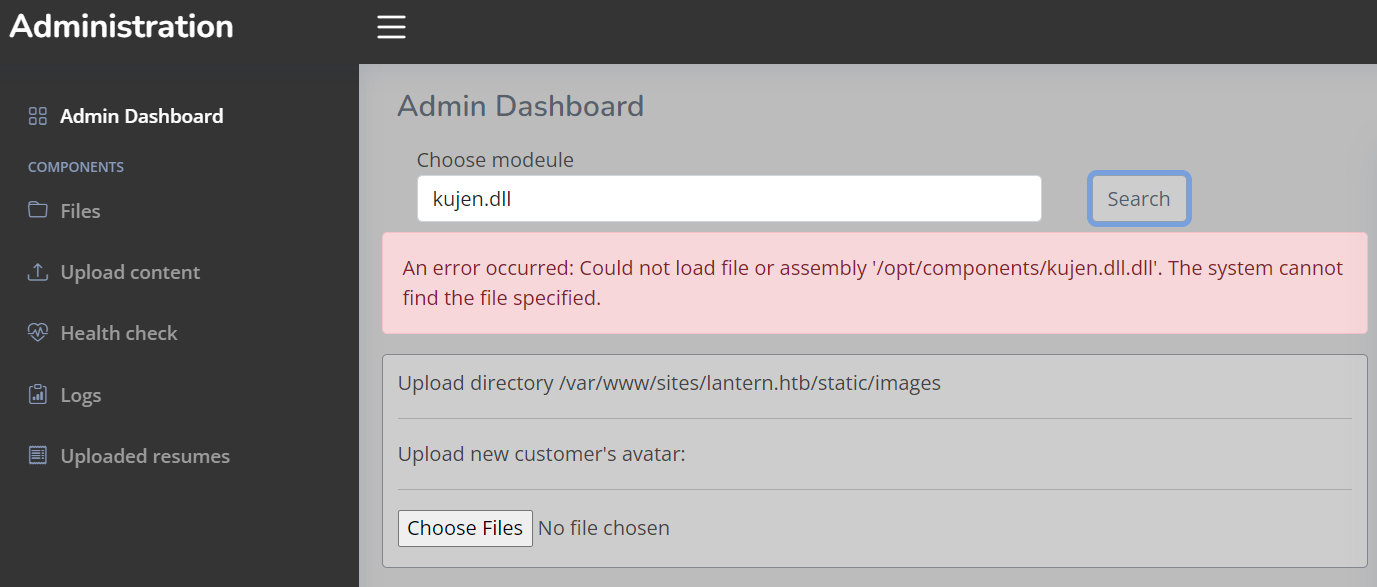 Administration
Admin Dashboard
COMPONENTS
Files
Upload content
Health check
Logs
Uploaded resumes
Admin Dashboard
Choose modeule
kujen.dll
Search
An error occurred: Could not load file or assembly '/opt/components/kujen.dll.dll'. The system cannot
find the file specified.
Upload directory /var/www/sites/lantern.htb/static/images
Upload new customer's avatar:
Choose Files No file chosen